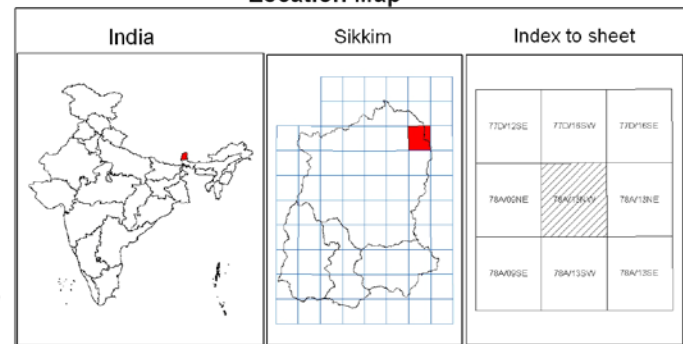 India
Sikkim
Index to sheet
77D/12SE
77D/16SW
77D/16SE
78A/09NE
78A/13NW
78A/13NE
78A/09SE
78A/13SW
78A/13SE